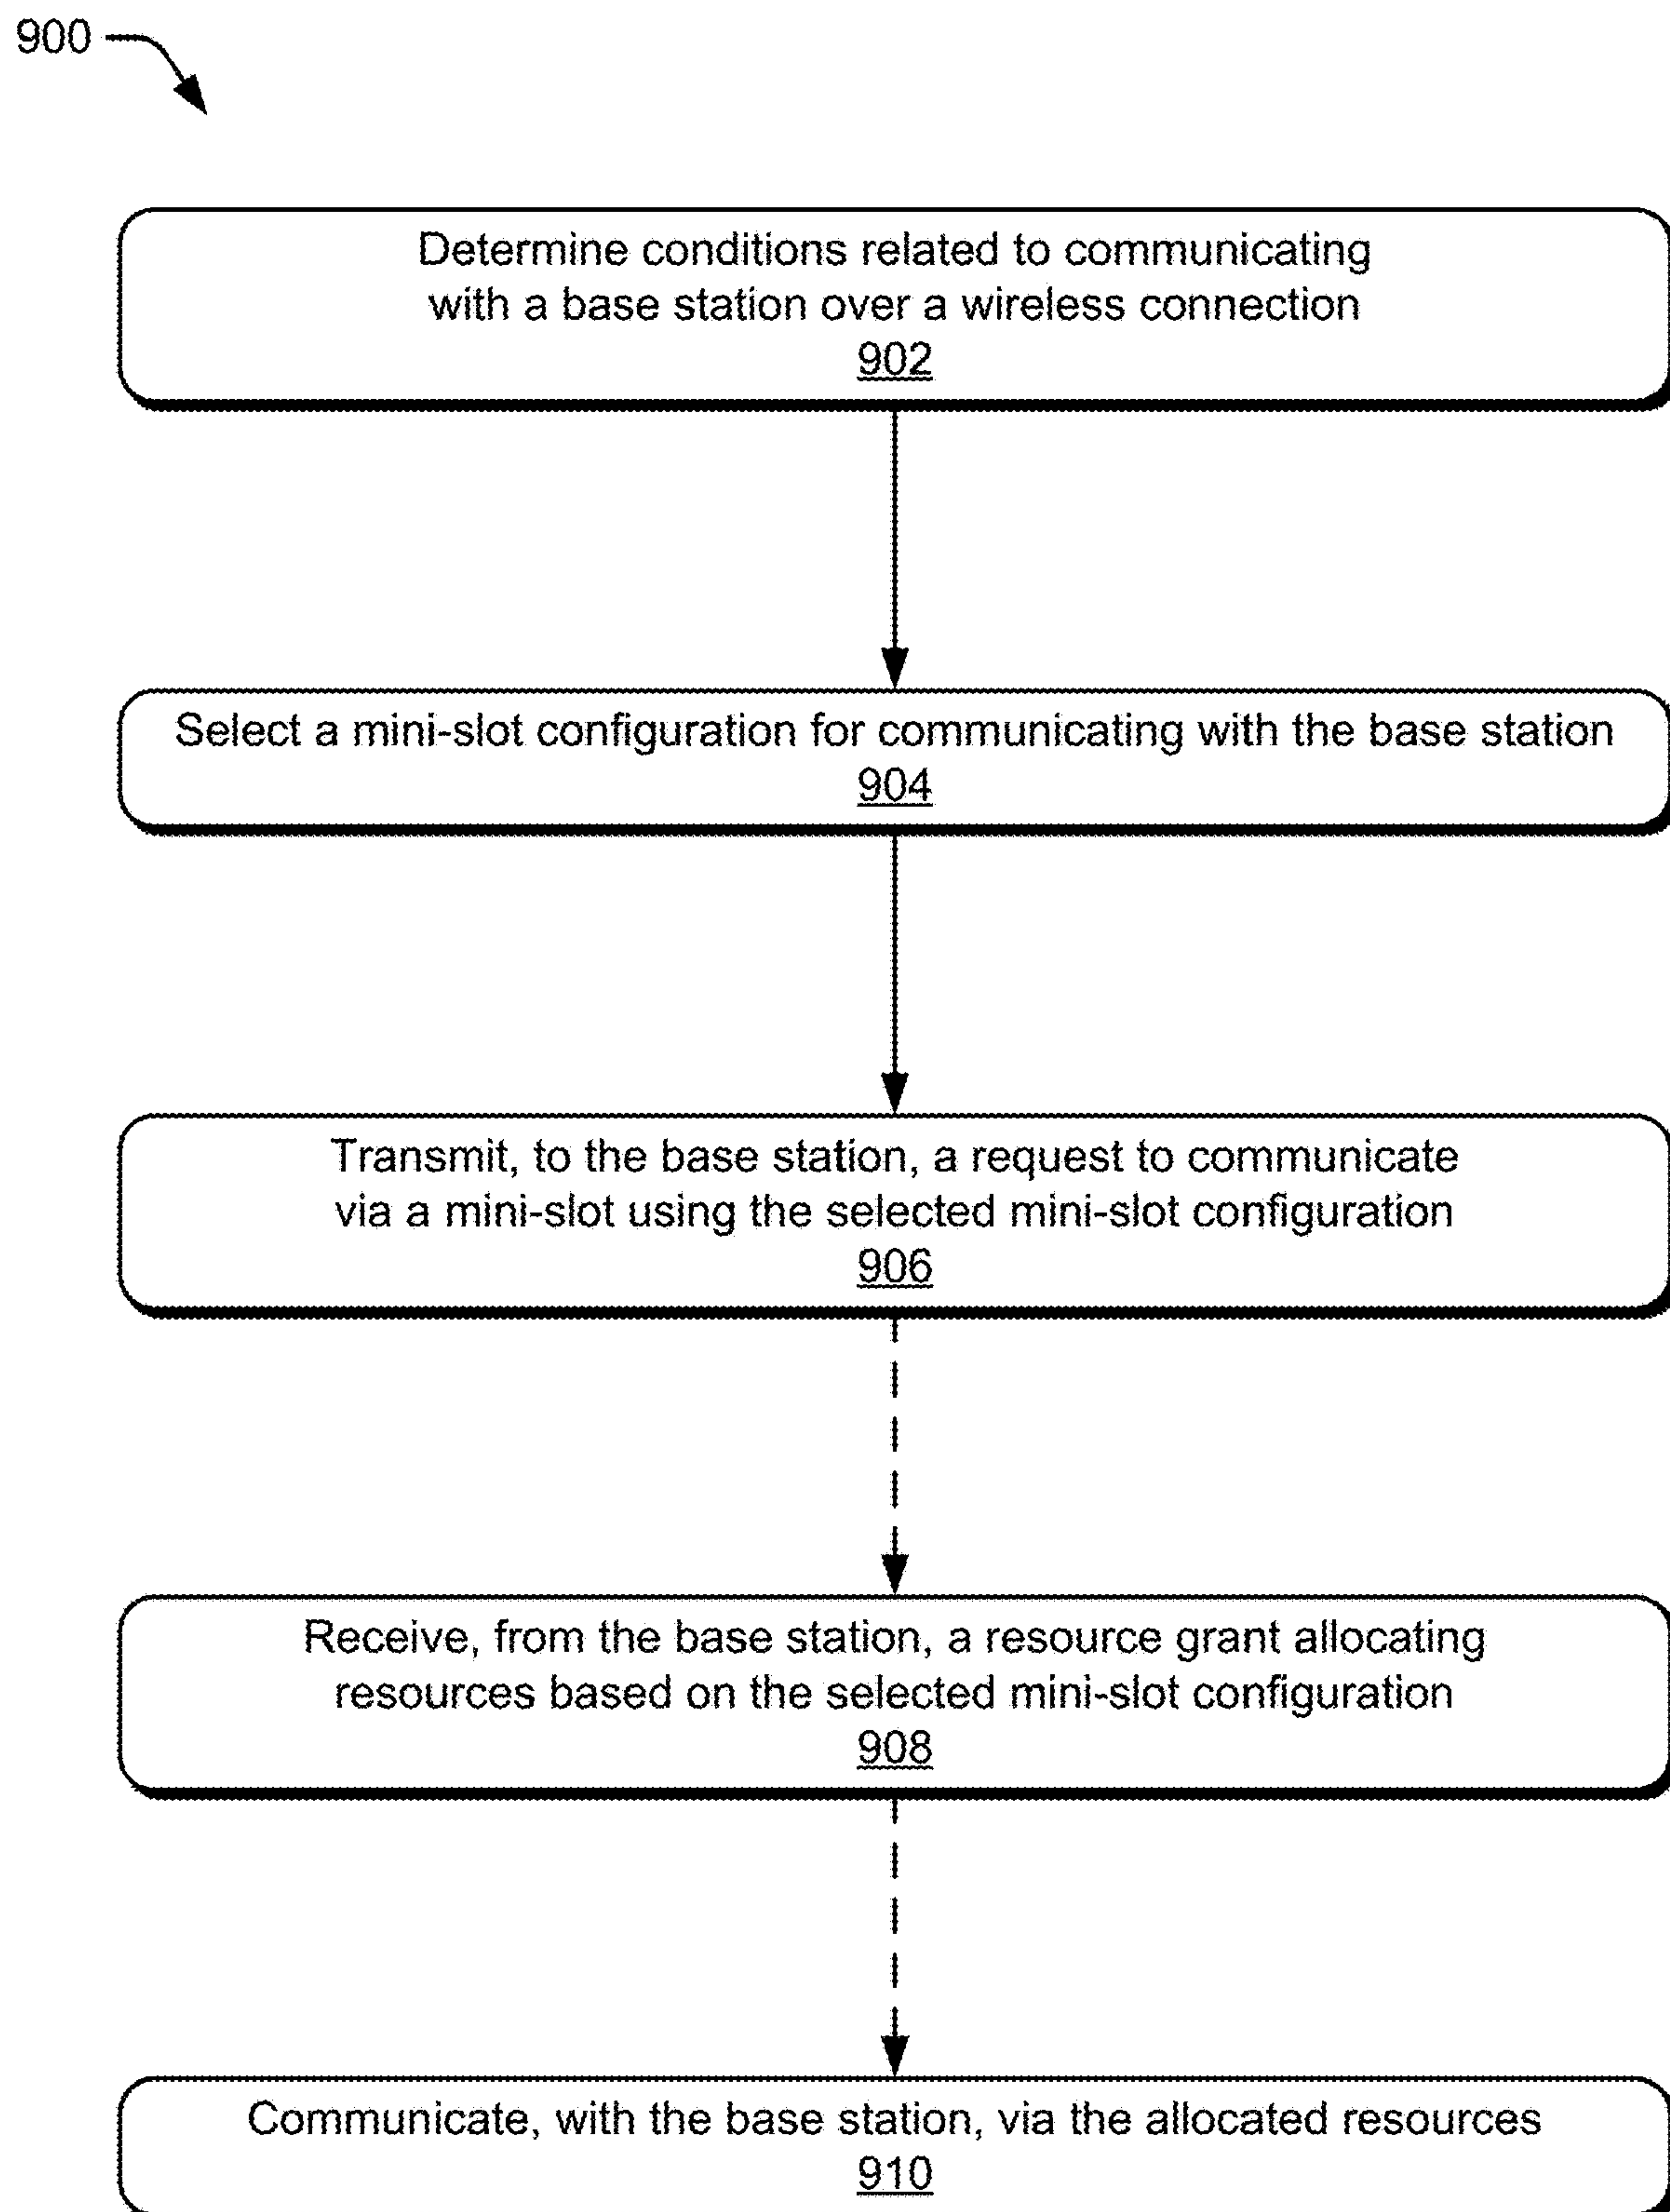 900
Determine conditions related to communicating
with a base station over a wireless connection
902
Select a mini-slot configuration for communicating with the base station
904
Transmit, to the base station, a request to communicate
via a mini-slot using the selected mini-slot configuration
906
Receive, from the base station, a resource grant allocating
resources based on the selected mini-slot configuration
908
Communicate, with the base station, via the allocated resources
910